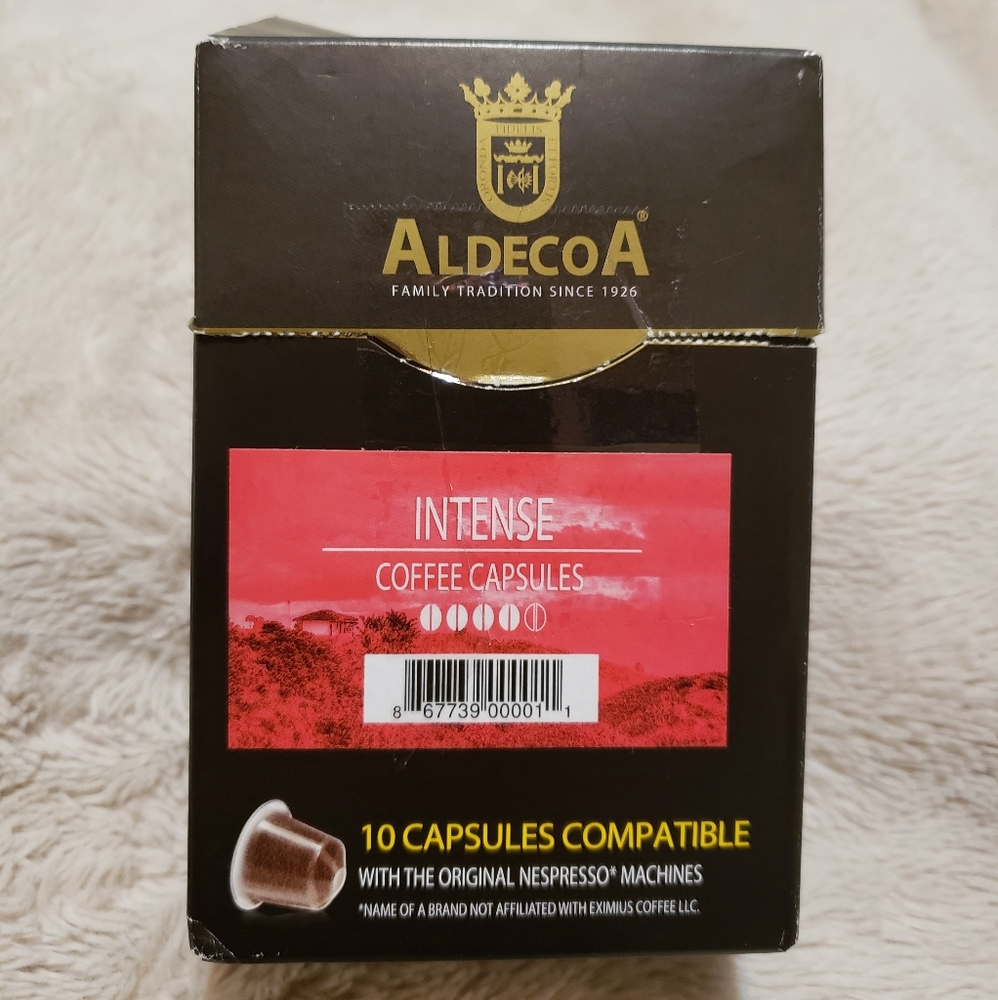 FIDELIS
ALDECOA®
FAMILY TRADITION SINCE 1926
INTENSE
COFFEE CAPSULES
8 67739 00001 1
10 CAPSULES COMPATIBLE
WITH THE ORIGINAL NESPRESSO* MACHINES
*NAME OF A BRAND NOT AFFILIATED WITH EXIMIUS COFFEE LLC.